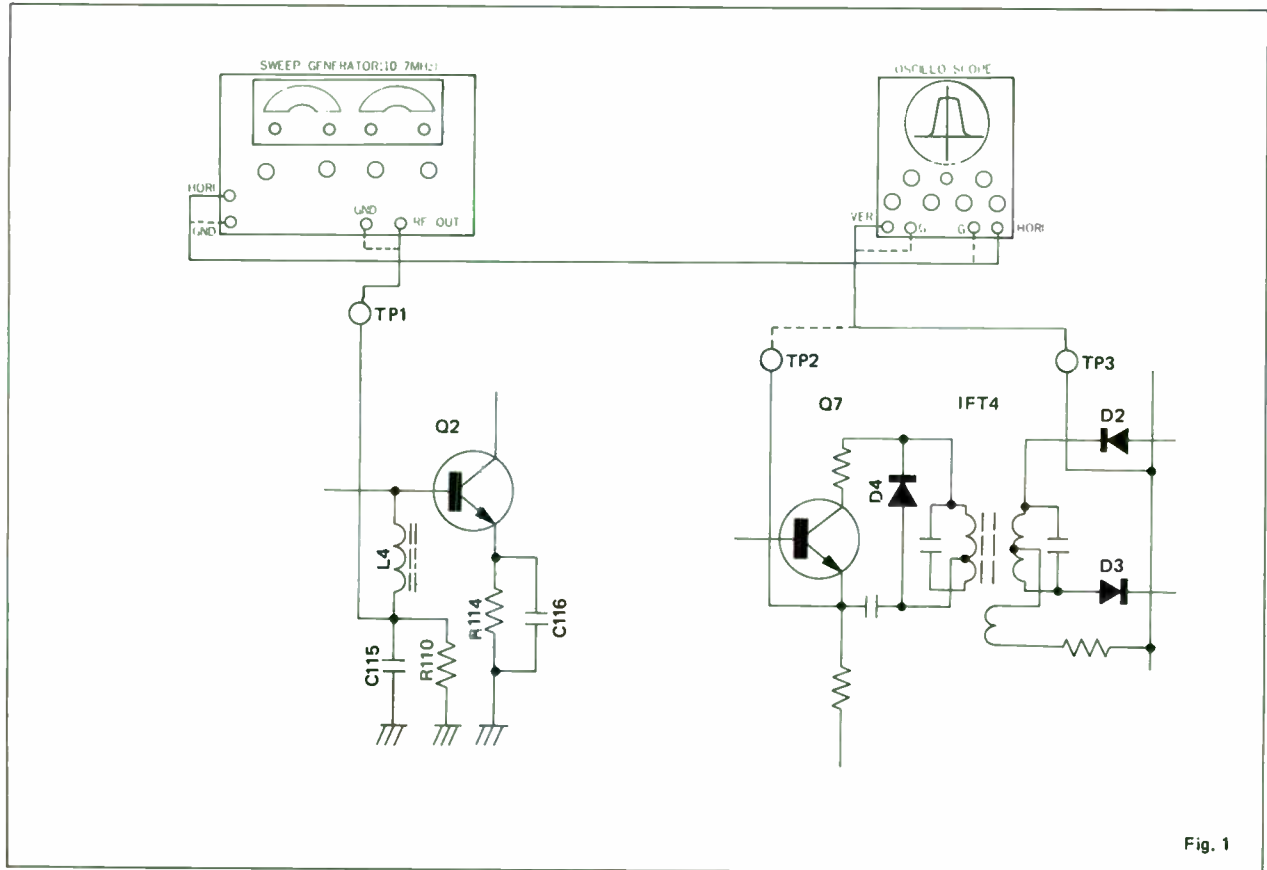 SWEEP GENERATOR(10.7MHz)
OSCILLO SCOPE
HORI
GND
GND
RF OUT
VER
G
G
HORI
TP1
TP2
TP3
Q2
Q7
IFT4
D2
D4
L4
D3
R114
C116
C115
R110
Fig. 1